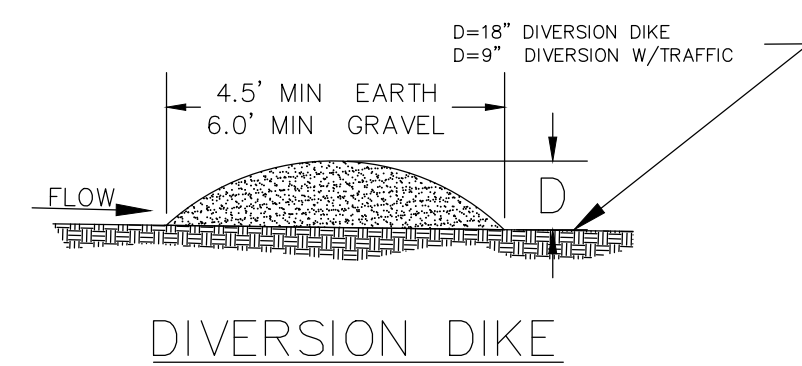 D=18" DIVERSION DIKE
D=9" DIVERSION W/TRAFFIC
4.5' MIN EARTH
6.0' MIN GRAVEL
FLOW
D
DIVERSION DIKE